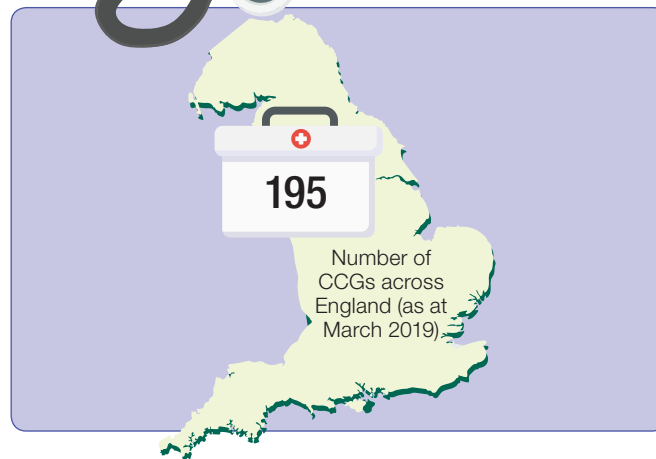 195
Number of
CCGs across
England (as at
March 2019)